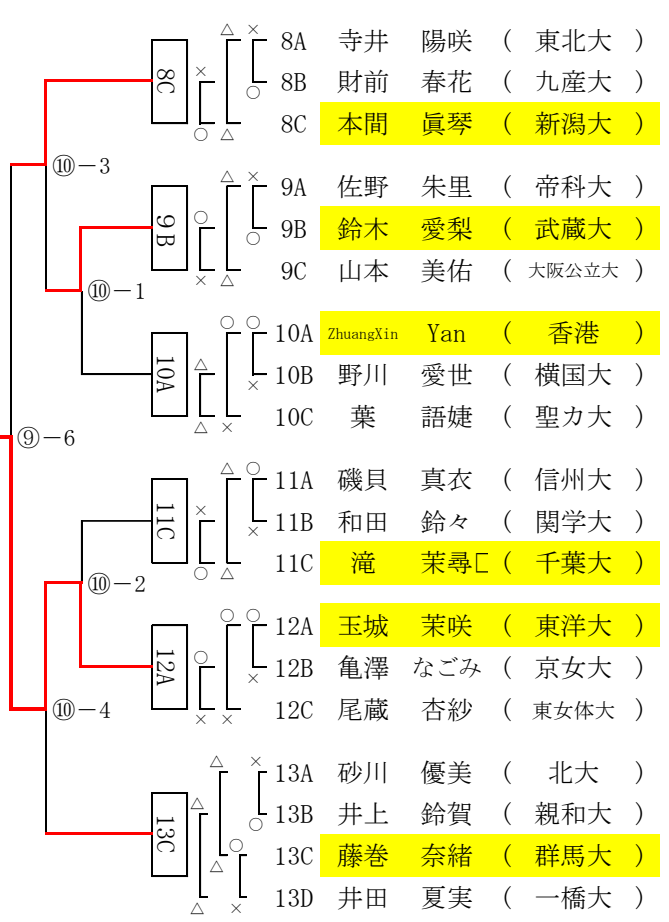 8A 寺井 陽咲 ( 東北大 )
8B 財前 春花 ( 九産大 )
8C 本間 眞琴 ( 新潟大 )
8C
⑩－3
9A 佐野 朱里 ( 帝科大 )
9B 鈴木 愛梨 ( 武蔵大 )
9C 山本 美佑 ( 大阪公立大 )
9B
⑩－1
10A ZhuangXin Yan ( 香港 )
10B 野川 愛世 ( 横国大 )
10C 葉 語婕 ( 聖カ大 )
10A
⑨－6
11A 磯貝 真衣 ( 信州大 )
11B 和田 鈴々 ( 関学大 )
11C 滝 茉尋□ ( 千葉大 )
11C
⑩－2
12A 玉城 茉咲 ( 東洋大 )
12B 亀澤 なごみ ( 京女大 )
12C 尾蔵 杏紗 ( 東女体大 )
12A
⑩－4
13A 砂川 優美 ( 北大 )
13B 井上 鈴賀 ( 親和大 )
13C 藤巻 奈緒 ( 群馬大 )
13D 井田 夏実 ( 一橋大 )
13C